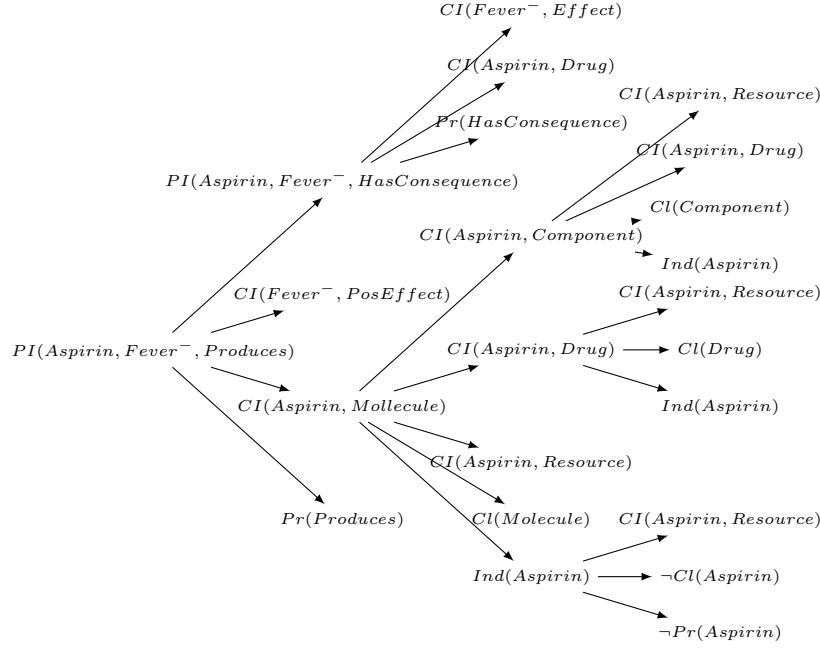 CI(Fever⁻, Effect)
CI(Aspirin, Drug)
CI(Aspirin, Resource)
Pr(HasConsequence)
CI(Aspirin, Drug)
PI(Aspirin, Fever⁻, HasConsequence)
Cl(Component)
CI(Aspirin, Component)
Ind(Aspirin)
CI(Fever⁻, PosEffect)
CI(Aspirin, Resource)
PI(Aspirin, Fever⁻, Produces)
CI(Aspirin, Drug)
Cl(Drug)
CI(Aspirin, Mollecule)
Ind(Aspirin)
CI(Aspirin, Resource)
Pr(Produces)
Cl(Molecule)
CI(Aspirin, Resource)
Ind(Aspirin)
¬Cl(Aspirin)
¬Pr(Aspirin)